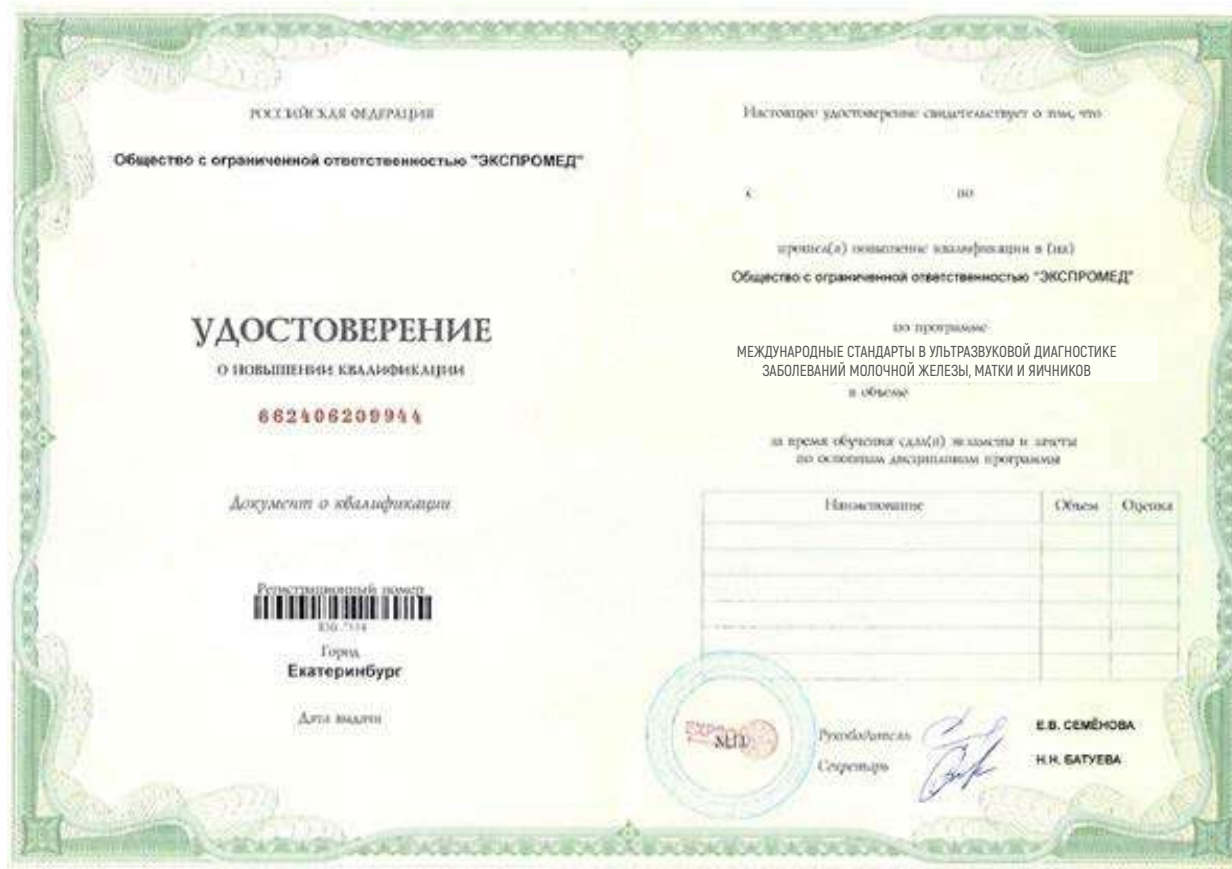 РОССИЙСКАЯ ФЕДЕРАЦИЯ
Общество с ограниченной ответственностью "ЭКСПРОМЕД"
УДОСТОВЕРЕНИЕ
О ПОВЫШЕНИИ КВАЛИФИКАЦИИ
662406209944
Документ о квалификации
Регистрационный номер
Город
Екатеринбург
Дата выдачи
Настоящее удостоверение свидетельствует о том, что
с по
прошел(а) повышение квалификации в (на)
Общество с ограниченной ответственностью "ЭКСПРОМЕД"
по программе
МЕЖДУНАРОДНЫЕ СТАНДАРТЫ В УЛЬТРАЗВУКОВОЙ ДИАГНОСТИКЕ
ЗАБОЛЕВАНИЙ МОЛОЧНОЙ ЖЕЛЕЗЫ, МАТКИ И ЯИЧНИКОВ
в объеме
за время обучения сдал(а) экзамены и зачеты
по основным дисциплинам программы
Наименование Объем Оценка
М.П.
Руководитель Е.В. СЕМЁНОВА
Секретарь Н.Н. БАТУЕВА